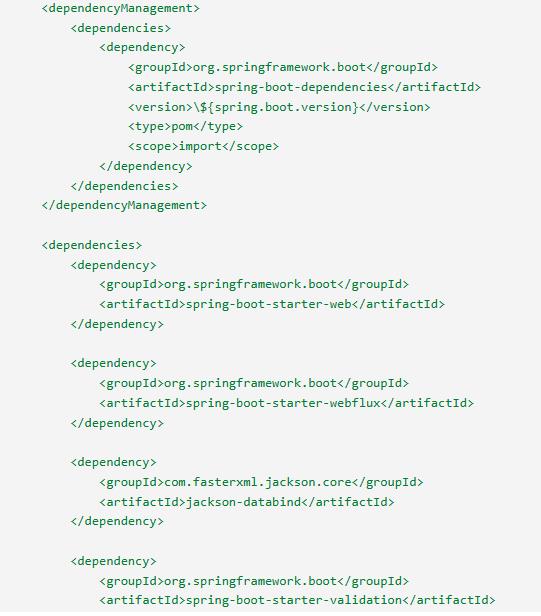 <dependencyManagement>
<dependencies>
<dependency>
<groupId>org.springframework.boot</groupId>
<artifactId>spring-boot-dependencies</artifactId>
<version>\${spring.boot.version}</version>
<type>pom</type>
<scope>import</scope>
</dependency>
</dependencies>
</dependencyManagement>
<dependencies>
<dependency>
<groupId>org.springframework.boot</groupId>
<artifactId>spring-boot-starter-web</artifactId>
</dependency>
<dependency>
<groupId>org.springframework.boot</groupId>
<artifactId>spring-boot-starter-webflux</artifactId>
</dependency>
<dependency>
<groupId>com.fasterxml.jackson.core</groupId>
<artifactId>jackson-databind</artifactId>
</dependency>
<dependency>
<groupId>org.springframework.boot</groupId>
<artifactId>spring-boot-starter-validation</artifactId>